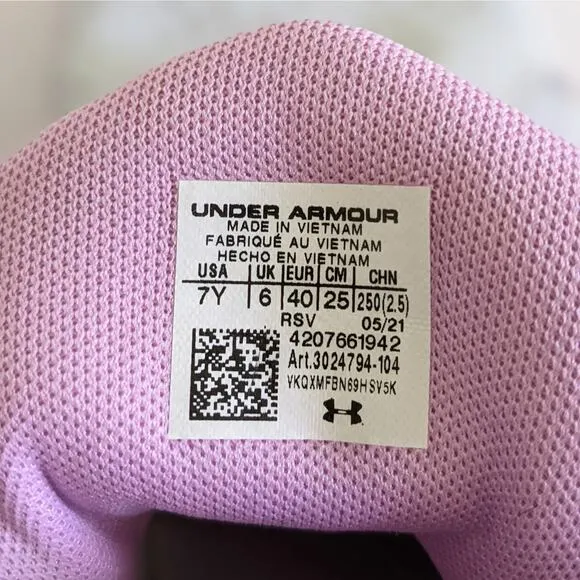 UNDER ARMOUR
MADE IN VIETNAM
FABRIQUÉ AU VIETNAM
HECHO EN VIETNAM
USA UK EUR CM CHN
7Y 6 40 25 250(2.5)
RSV 05/21
4207661942
Art.3024794-104
VKQXMFBN69HSV5K